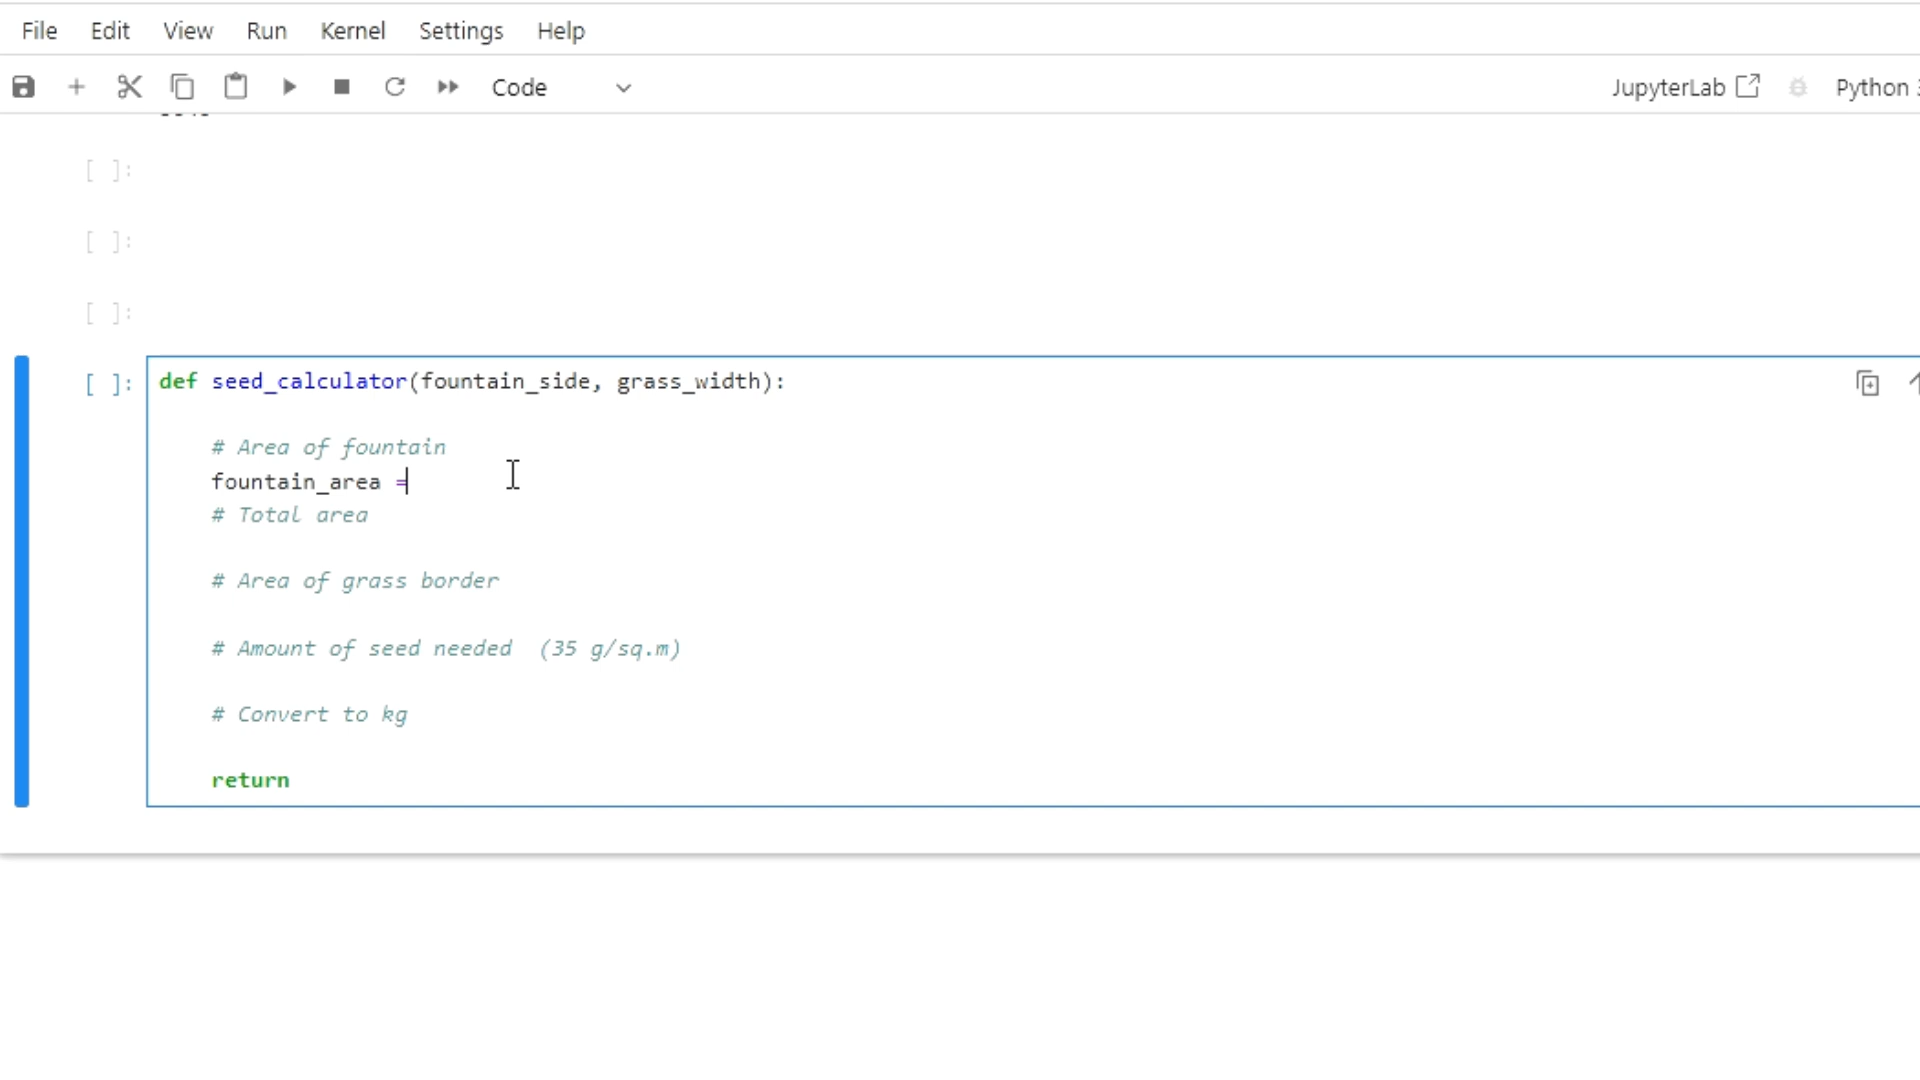 File Edit View Run Kernel Settings Help
Code JupyterLab Python
[ ]:
[ ]:
[ ]:
[ ]: def seed_calculator(fountain_side, grass_width):
# Area of fountain
fountain_area =
# Total area
# Area of grass border
# Amount of seed needed  (35 g/sq.m)
# Convert to kg
return